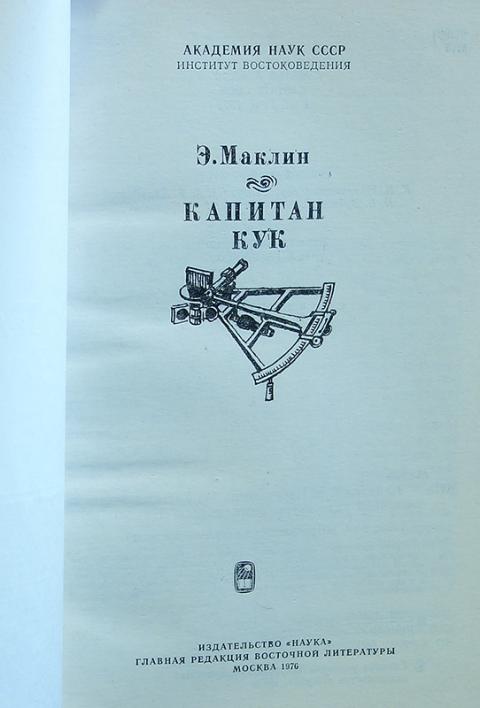 АКАДЕМИЯ НАУК СССР
ИНСТИТУТ ВОСТОКОВЕДЕНИЯ
Э. Маклин
КАПИТАН
КУК
ИЗДАТЕЛЬСТВО «НАУКА»
ГЛАВНАЯ РЕДАКЦИЯ ВОСТОЧНОЙ ЛИТЕРАТУРЫ
МОСКВА 1976